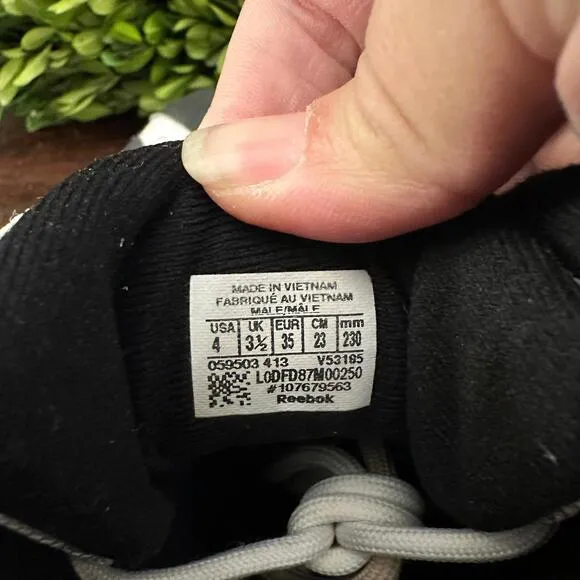 MADE IN VIETNAM
FABRIQUÉ AU VIETNAM
MALE/MÂLE
USA UK EUR CM mm
4 3½ 35 23 230
059503 413 V53195
L0DFD87M00250
#107679563
Reebok